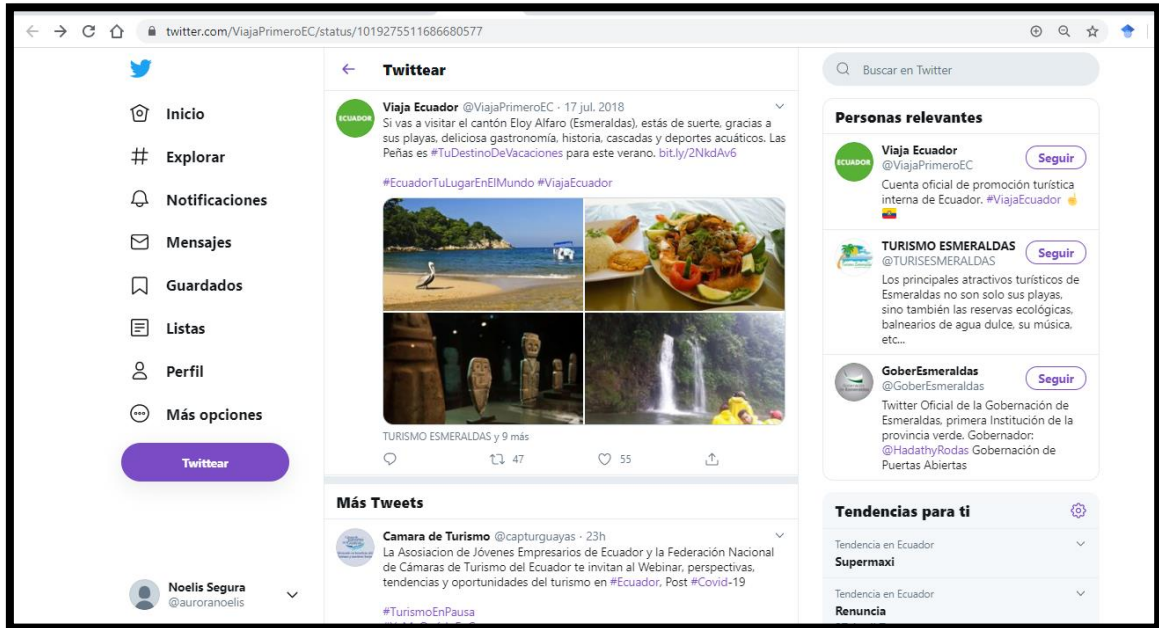 twitter.com/ViajaPrimeroEC/status/1019275511686680577
Inicio
Explorar
Notificaciones
Mensajes
Guardados
Listas
Perfil
Más opciones
Twittear
Noelis Segura
@auroranoelis
Twittear
ECUADOR
Viaja Ecuador @ViajaPrimeroEC · 17 jul. 2018
Si vas a visitar el cantón Eloy Alfaro (Esmeraldas), estás de suerte, gracias a
sus playas, deliciosa gastronomía, historia, cascadas y deportes acuáticos. Las
Peñas es #TuDestinoDeVacaciones para este verano. bit.ly/2NkdAv6
#EcuadorTuLugarEnElMundo #ViajaEcuador
TURISMO ESMERALDAS y 9 más
47 55
Más Tweets
Camara de Turismo @capturguayas · 23h
La Asosiacion de Jóvenes Empresarios de Ecuador y la Federación Nacional
de Cámaras de Turismo del Ecuador te invitan al Webinar, perspectivas,
tendencias y oportunidades del turismo en #Ecuador, Post #Covid-19
#TurismoEnPausa
Buscar en Twitter
Personas relevantes
ECUADOR
Viaja Ecuador
@ViajaPrimeroEC
Seguir
Cuenta oficial de promoción turística
interna de Ecuador. #ViajaEcuador
TURISMO ESMERALDAS
@TURISESMERALDAS
Seguir
Los principales atractivos turísticos de
Esmeraldas no son solo sus playas,
sino también las reservas ecológicas,
balnearios de agua dulce, su música,
etc...
GoberEsmeraldas
@GoberEsmeraldas
Seguir
Twitter Oficial de la Gobernación de
Esmeraldas, primera Institución de la
provincia verde. Gobernador:
@HadathyRodas Gobernación de
Puertas Abiertas
Tendencias para ti
Tendencia en Ecuador
Supermaxi
Tendencia en Ecuador
Renuncia